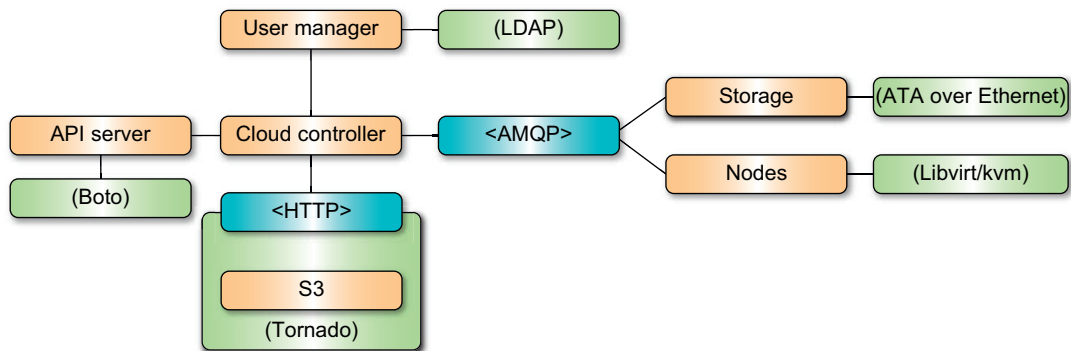 User manager
(LDAP)
Storage
(ATA over Ethernet)
API server
Cloud controller
<AMQP>
Nodes
(Libvirt/kvm)
(Boto)
<HTTP>
S3
(Tornado)